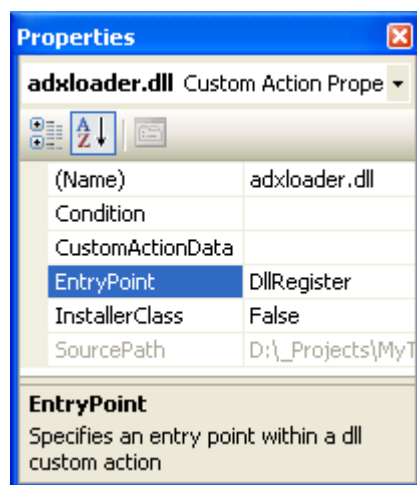 Properties
adxloader.dll Custom Action Prope
(Name) adxloader.dll
Condition
CustomActionData
EntryPoint DllRegister
InstallerClass False
SourcePath D:\_Projects\MyT
EntryPoint
Specifies an entry point within a dll
custom action